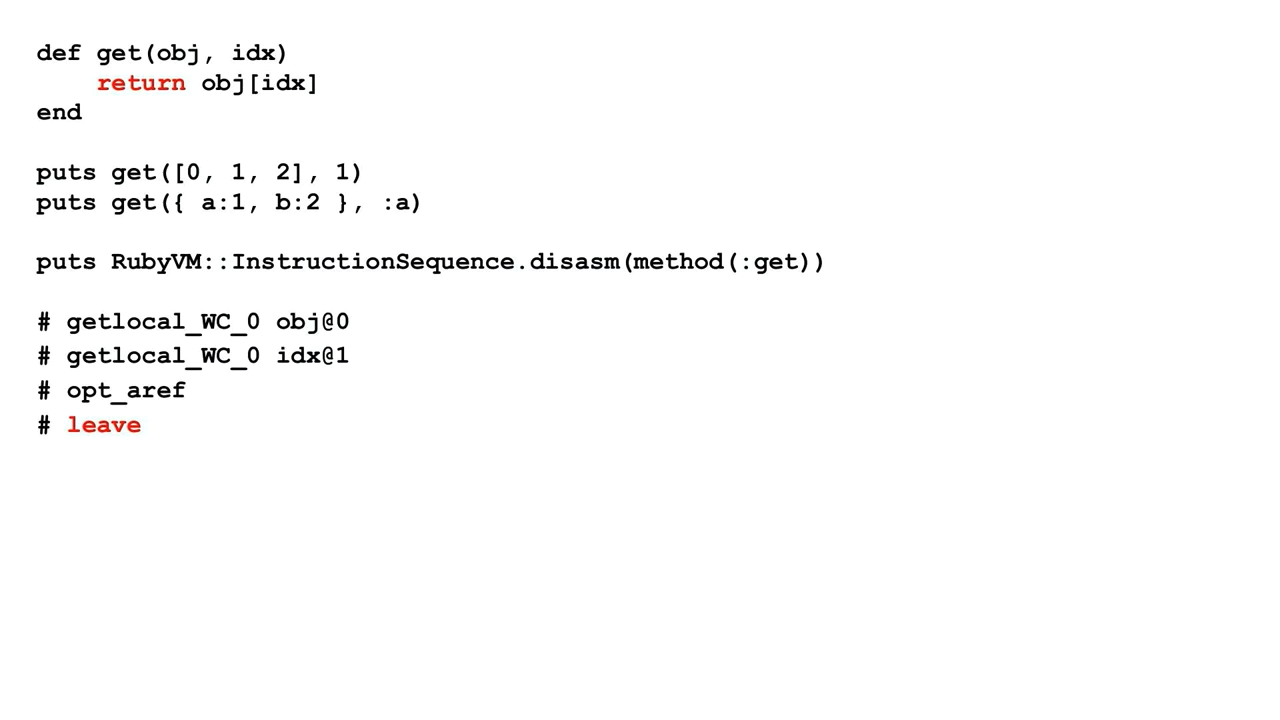 def get(obj, idx)
    return obj[idx]
end

puts get([0, 1, 2], 1)
puts get({ a:1, b:2 }, :a)

puts RubyVM::InstructionSequence.disasm(method(:get))

# getlocal_WC_0 obj@0
# getlocal_WC_0 idx@1
# opt_aref
# leave